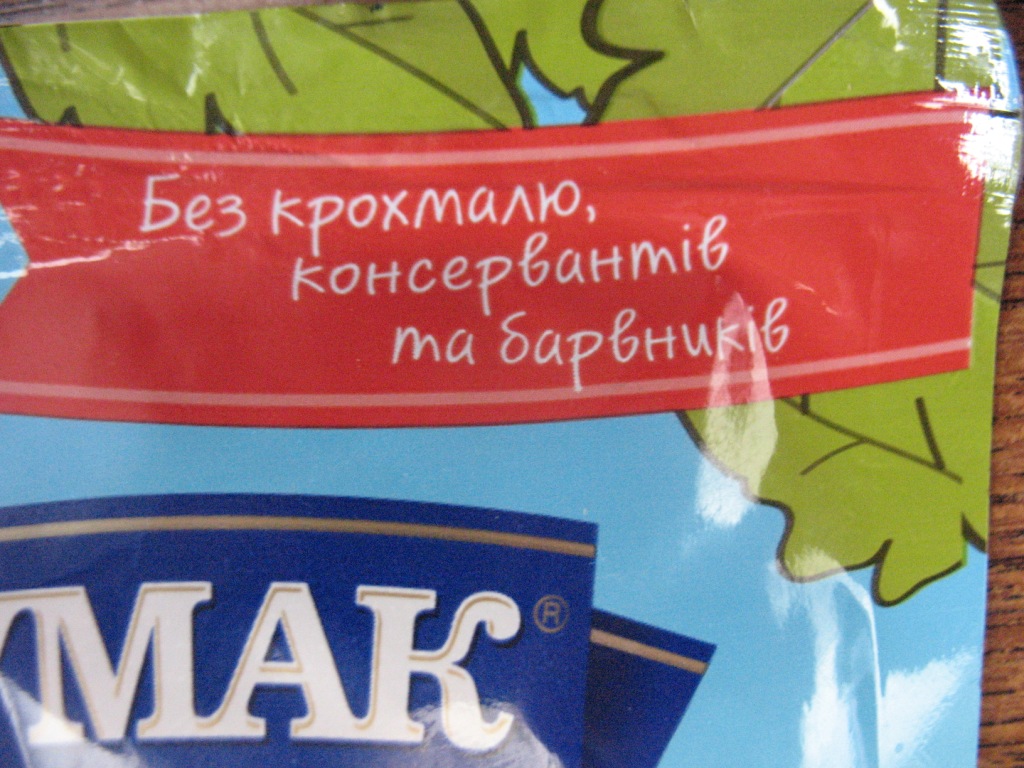 Без крохмалю,
консервантів
та барвників
МАК®